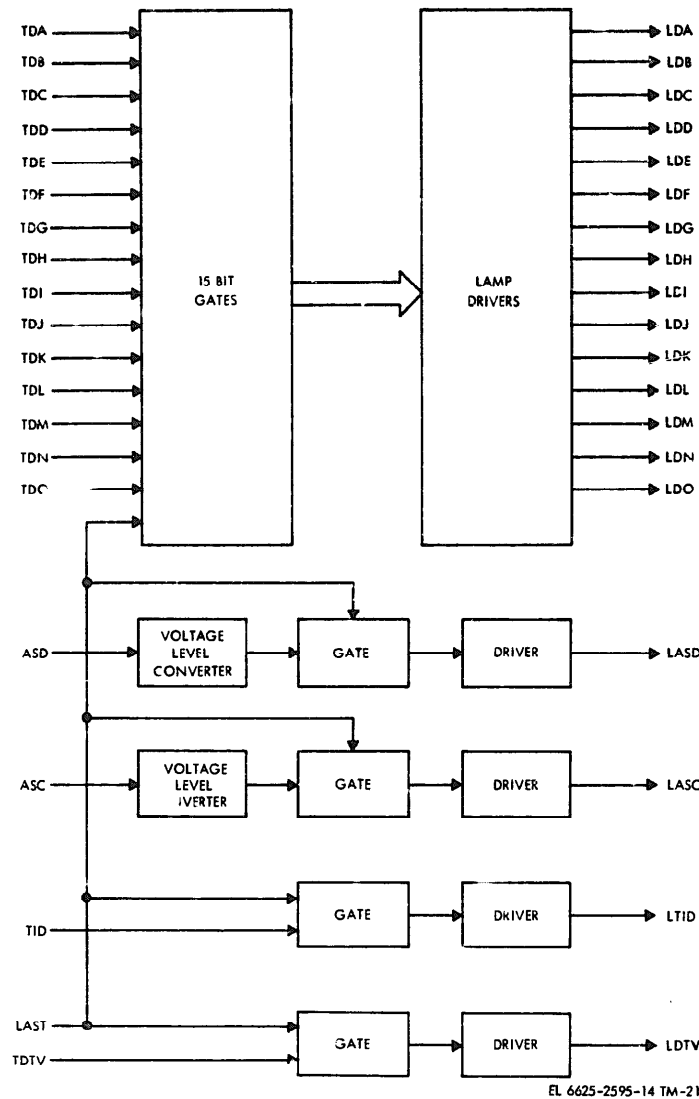 TDA
TDB
TDC
TDD
TDE
TDF
TDG
TDH
TDI
TDJ
TDK
TDL
TDM
TDN
15 BIT
GATES
LAMP
DRIVERS
LDA
LDB
LDC
LDD
LDE
LDF
LDG
LDH
LDI
LDJ
LDK
LDL
LDM
LDN
LDO
ASD
VOLTAGE
LEVEL
CONVERTER
GATE
DRIVER
LASD
ASC
VOLTAGE
LEVEL
IVERTER
GATE
DRIVER
LASC
TID
GATE
DRIVER
LTID
LAST
TDTV
GATE
DRIVER
LDTV
EL 6625-2595-14 TM-21